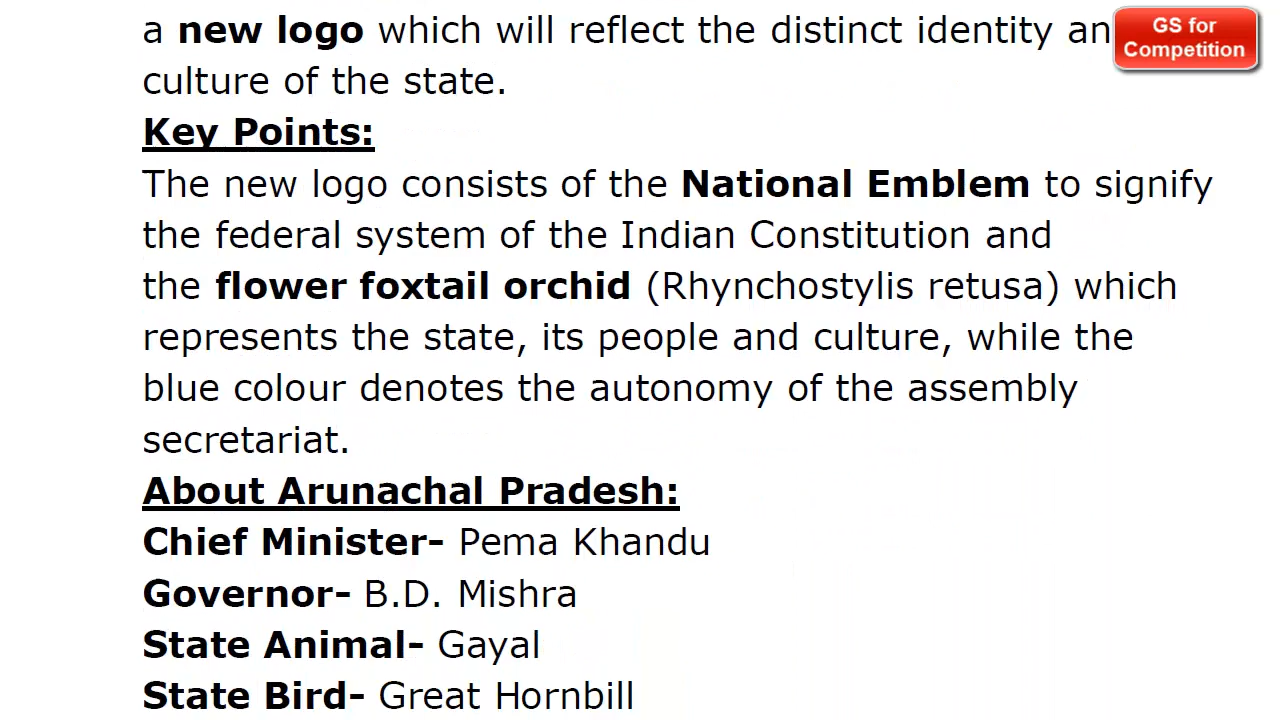 a new logo which will reflect the distinct identity an
GS for
Competition
culture of the state.
Key Points:
The new logo consists of the National Emblem to signify
the federal system of the Indian Constitution and
the flower foxtail orchid (Rhynchostylis retusa) which
represents the state, its people and culture, while the
blue colour denotes the autonomy of the assembly
secretariat.
About Arunachal Pradesh:
Chief Minister- Pema Khandu
Governor- B.D. Mishra
State Animal- Gayal
State Bird- Great Hornbill